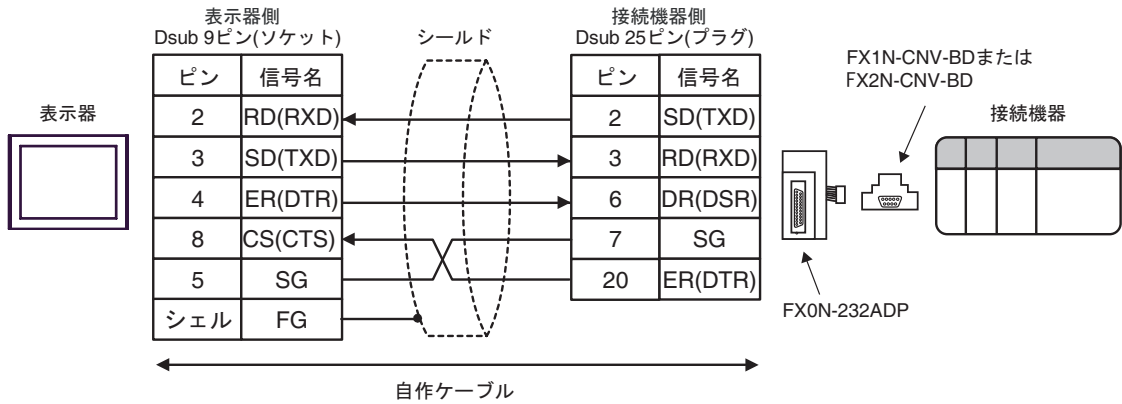 表示器側
Dsub 9ピン(ソケット)
シールド
接続機器側
Dsub 25ピン(プラグ)
FX1N-CNV-BDまたは
FX2N-CNV-BD
表示器
接続機器
ピン 信号名
2 RD(RXD)
3 SD(TXD)
4 ER(DTR)
8 CS(CTS)
5 SG
シェル FG
ピン 信号名
2 SD(TXD)
3 RD(RXD)
6 DR(DSR)
7 SG
20 ER(DTR)
FX0N-232ADP
自作ケーブル